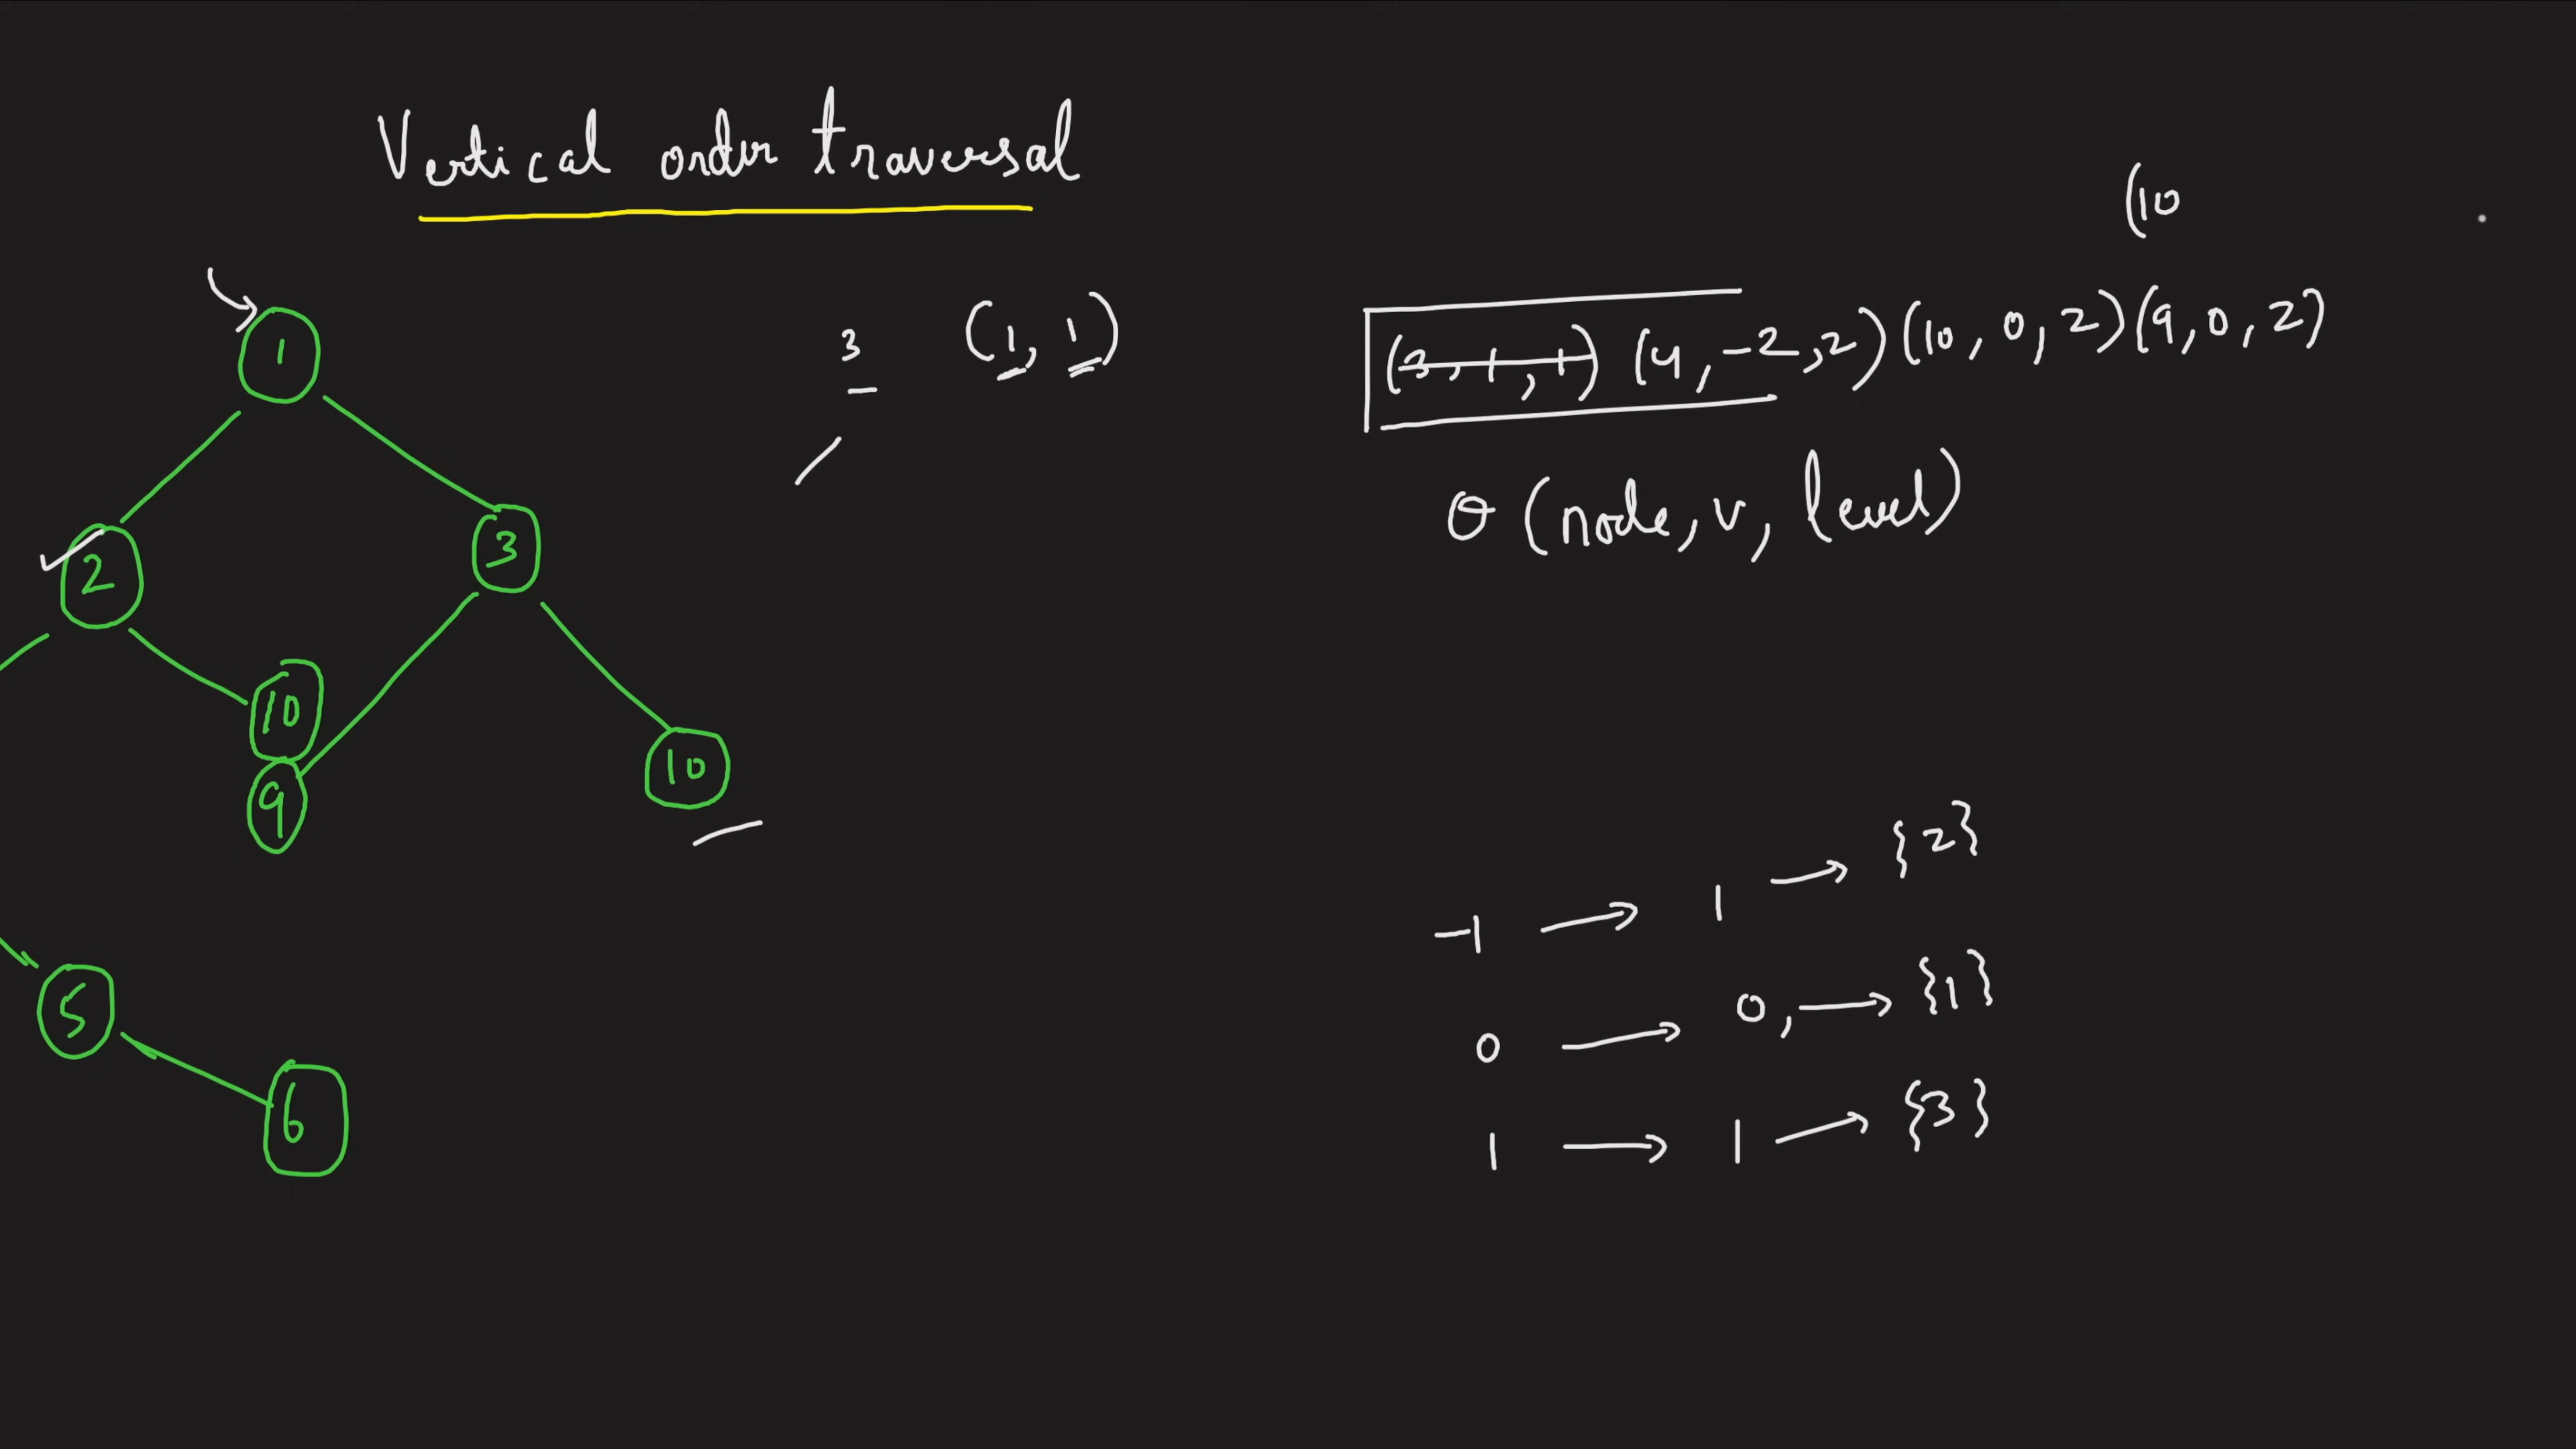 Vertical order traversal
(10
3 (1, 1)
(3, 1, 1) (4, -2, 2) (10, 0, 2) (9, 0, 2)
(node, v, level)
1
2
3
10
9
10
5
6
-1 → 1 → {2}
0 → 0, → {1}
1 → 1 → {3}